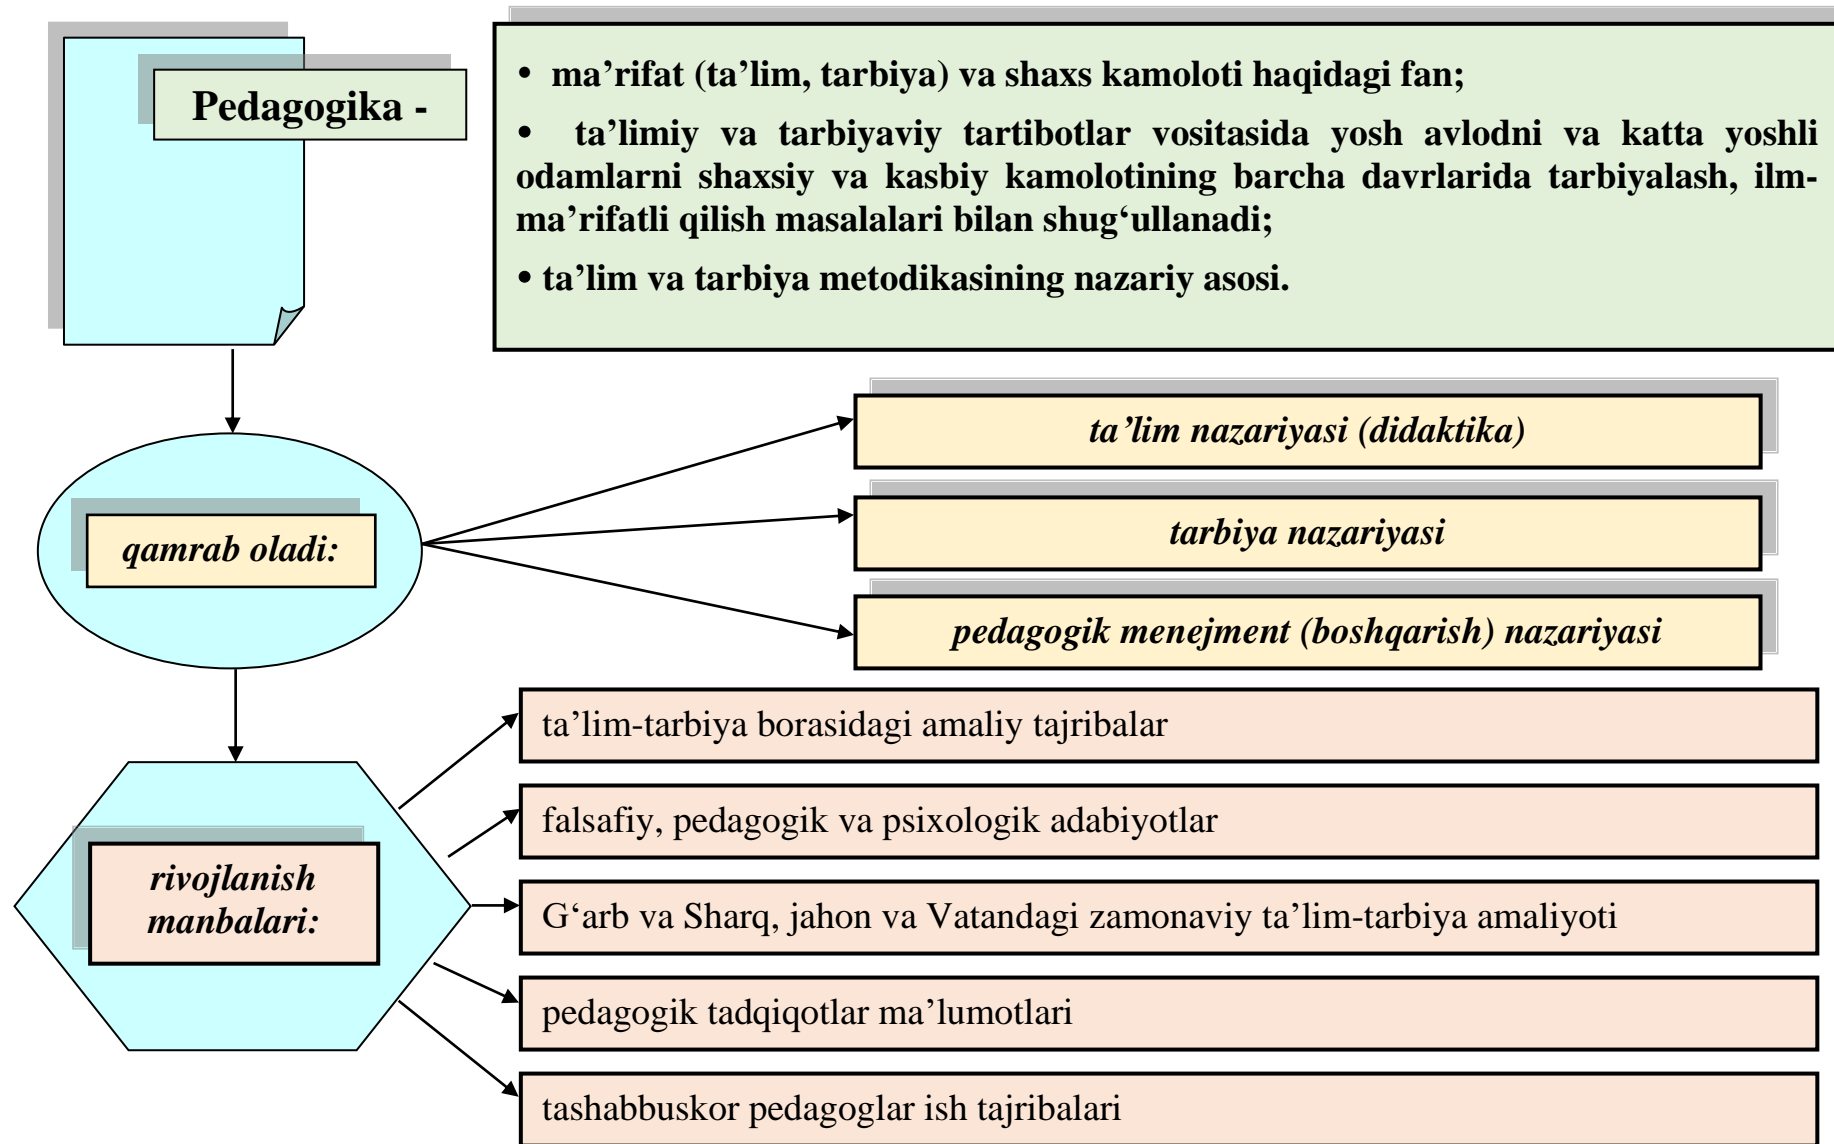 Pedagogika -
• ma’rifat (ta’lim, tarbiya) va shaxs kamoloti haqidagi fan;
• ta’limiy va tarbiyaviy tartibotlar vositasida yosh avlodni va katta yoshli
odamlarni shaxsiy va kasbiy kamolotining barcha davrlarida tarbiyalash, ilm-
ma’rifatli qilish masalalari bilan shug‘ullanadi;
• ta’lim va tarbiya metodikasining nazariy asosi.
qamrab oladi:
ta’lim nazariyasi (didaktika)
tarbiya nazariyasi
pedagogik menejment (boshqarish) nazariyasi
rivojlanish
manbalari:
ta’lim-tarbiya borasidagi amaliy tajribalar
falsafiy, pedagogik va psixologik adabiyotlar
G‘arb va Sharq, jahon va Vatandagi zamonaviy ta’lim-tarbiya amaliyoti
pedagogik tadqiqotlar ma’lumotlari
tashabbuskor pedagoglar ish tajribalari